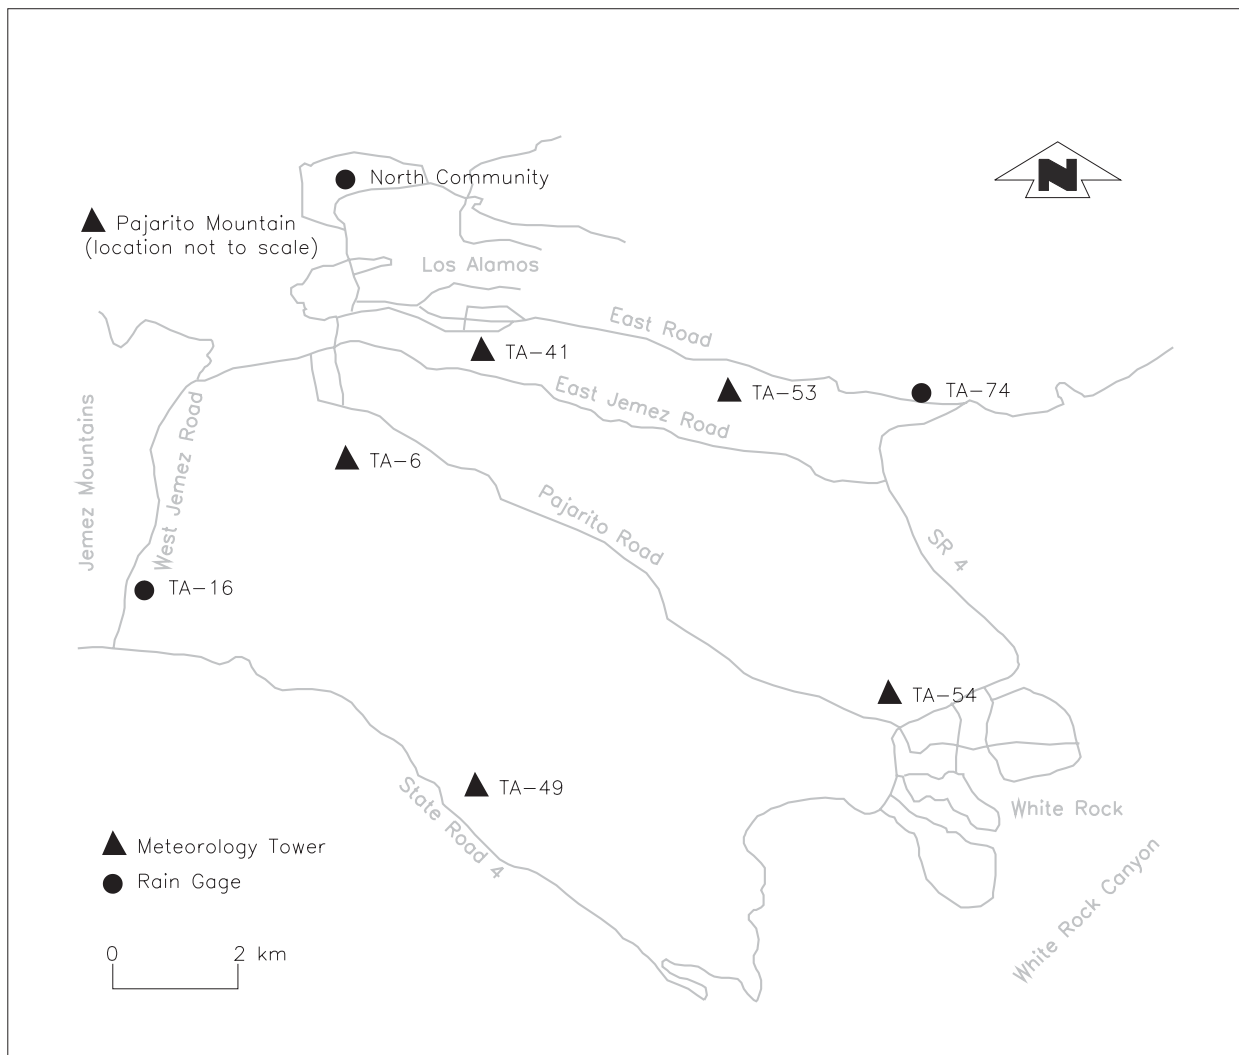 N
North Community
Pajarito Mountain
(location not to scale)
Los Alamos
East Road
TA-41
TA-53
TA-74
East Jemez Road
Jemez Mountains
West Jemez Road
TA-6
Pajarito Road
SR 4
TA-16
TA-54
TA-49
State Road 4
White Rock
White Rock Canyon
Meteorology Tower
Rain Gage
0 2 km